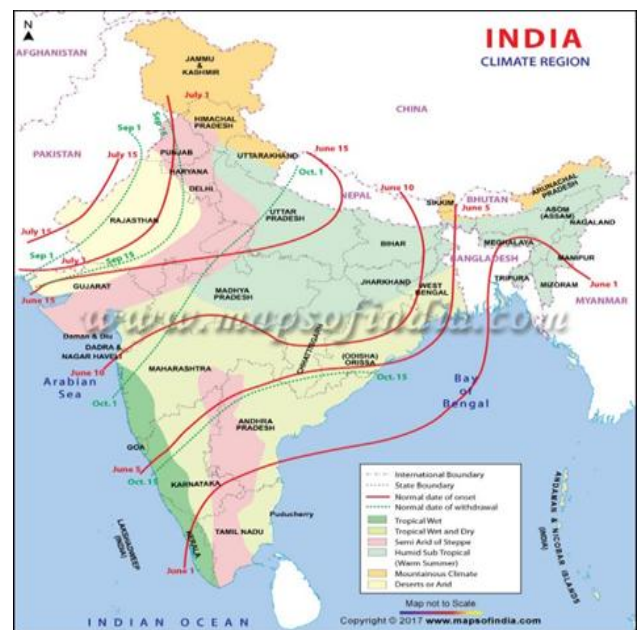 N
INDIA
CLIMATE REGION
AFGHANISTAN
JAMMU
&
KASHMIR
July 1
CHINA
HIMACHAL
PRADESH
Sep 1
Sep 15
PUNJAB
June 15
UTTARAKHAND
PAKISTAN
July 15
HARYANA
Oct. 1
DELHI
NEPAL
June 10
SIKKIM
BHUTAN
ARUNACHAL
PRADESH
June 5
RAJASTHAN
UTTAR
PRADESH
ASOM
(ASSAM)
NAGALAND
July 15
Sep 1
BIHAR
MEGHALAYA
BANGLADESH
MANIPUR
July 1
Sep 15
JHARKHAND
WEST
BENGAL
TRIPURA
MIZORAM
June 1
June 15
GUJARAT
MADHYA
PRADESH
MYANMAR
www.mapsofindia.com
Daman & Diu
DADRA &
NAGAR HAVELI
CHHATTISGARH
(ODISHA)
ORISSA
June 10
MAHARASHTRA
Arabian
Sea
Oct. 1
Oct. 15
Bay
of
Bengal
ANDHRA
PRADESH
GOA
June 5
Oct. 15
KARNATAKA
Puducherry
LAKSHADWEEP
(INDIA)
KERALA
TAMIL NADU
June 1
ANDAMAN & NICOBAR ISLANDS
(INDIA)
International Boundary
State Boundary
Normal date of onset
Normal date of withdrawal
Tropical Wet
Tropical Wet and Dry
Semi Arid of Steppe
Humid Sub Tropical
(Warm Summer)
Mountainous Climate
Deserts or Arid
Map not to Scale
INDIAN OCEAN
Copyright © 2017 www.mapsofindia.com